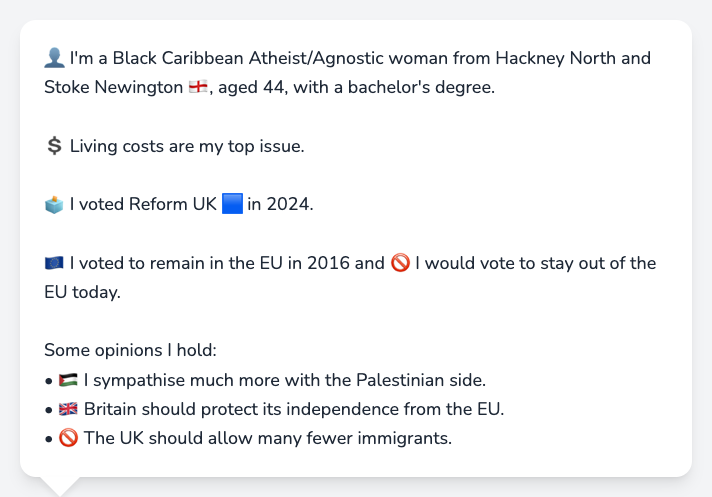 👤 I'm a Black Caribbean Atheist/Agnostic woman from Hackney North and
Stoke Newington 🏴󠁧󠁢󠁥󠁮󠁧󠁿, aged 44, with a bachelor's degree.
💲 Living costs are my top issue.
🗳️ I voted Reform UK 🟦 in 2024.
🇪🇺 I voted to remain in the EU in 2016 and 🚫 I would vote to stay out of the
EU today.
Some opinions I hold:
• 🇵🇸 I sympathise much more with the Palestinian side.
• 🇬🇧 Britain should protect its independence from the EU.
• 🚫 The UK should allow many fewer immigrants.